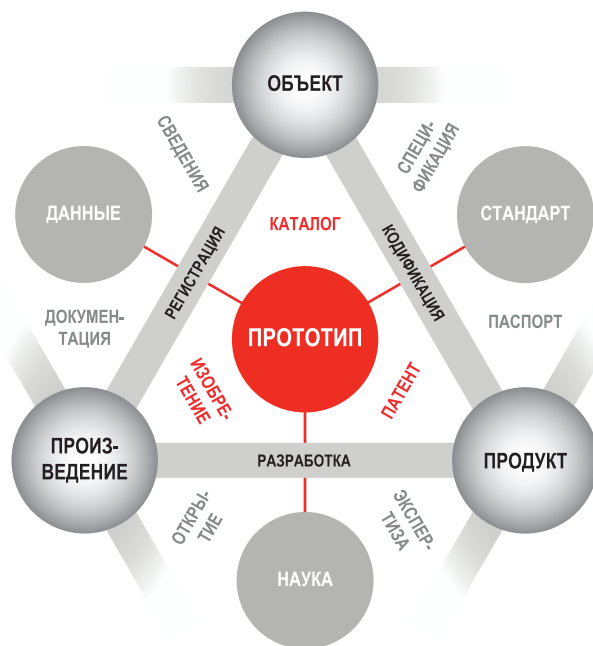 ОБЪЕКТ
СВЕДЕНИЯ
СПЕЦИ-
ФИКАЦИЯ
ДАННЫЕ
СТАНДАРТ
КАТАЛОГ
РЕГИСТРАЦИЯ
КОДИФИКАЦИЯ
ДОКУМЕН-
ТАЦИЯ
ПРОТОТИП
ПАСПОРТ
ИЗОБРЕ-
ТЕНИЕ
ПАТЕНТ
ПРОИЗ-
ВЕДЕНИЕ
РАЗРАБОТКА
ПРОДУКТ
ОТКРЫ-
ТИЕ
ЭКСПЕР-
ТИЗА
НАУКА